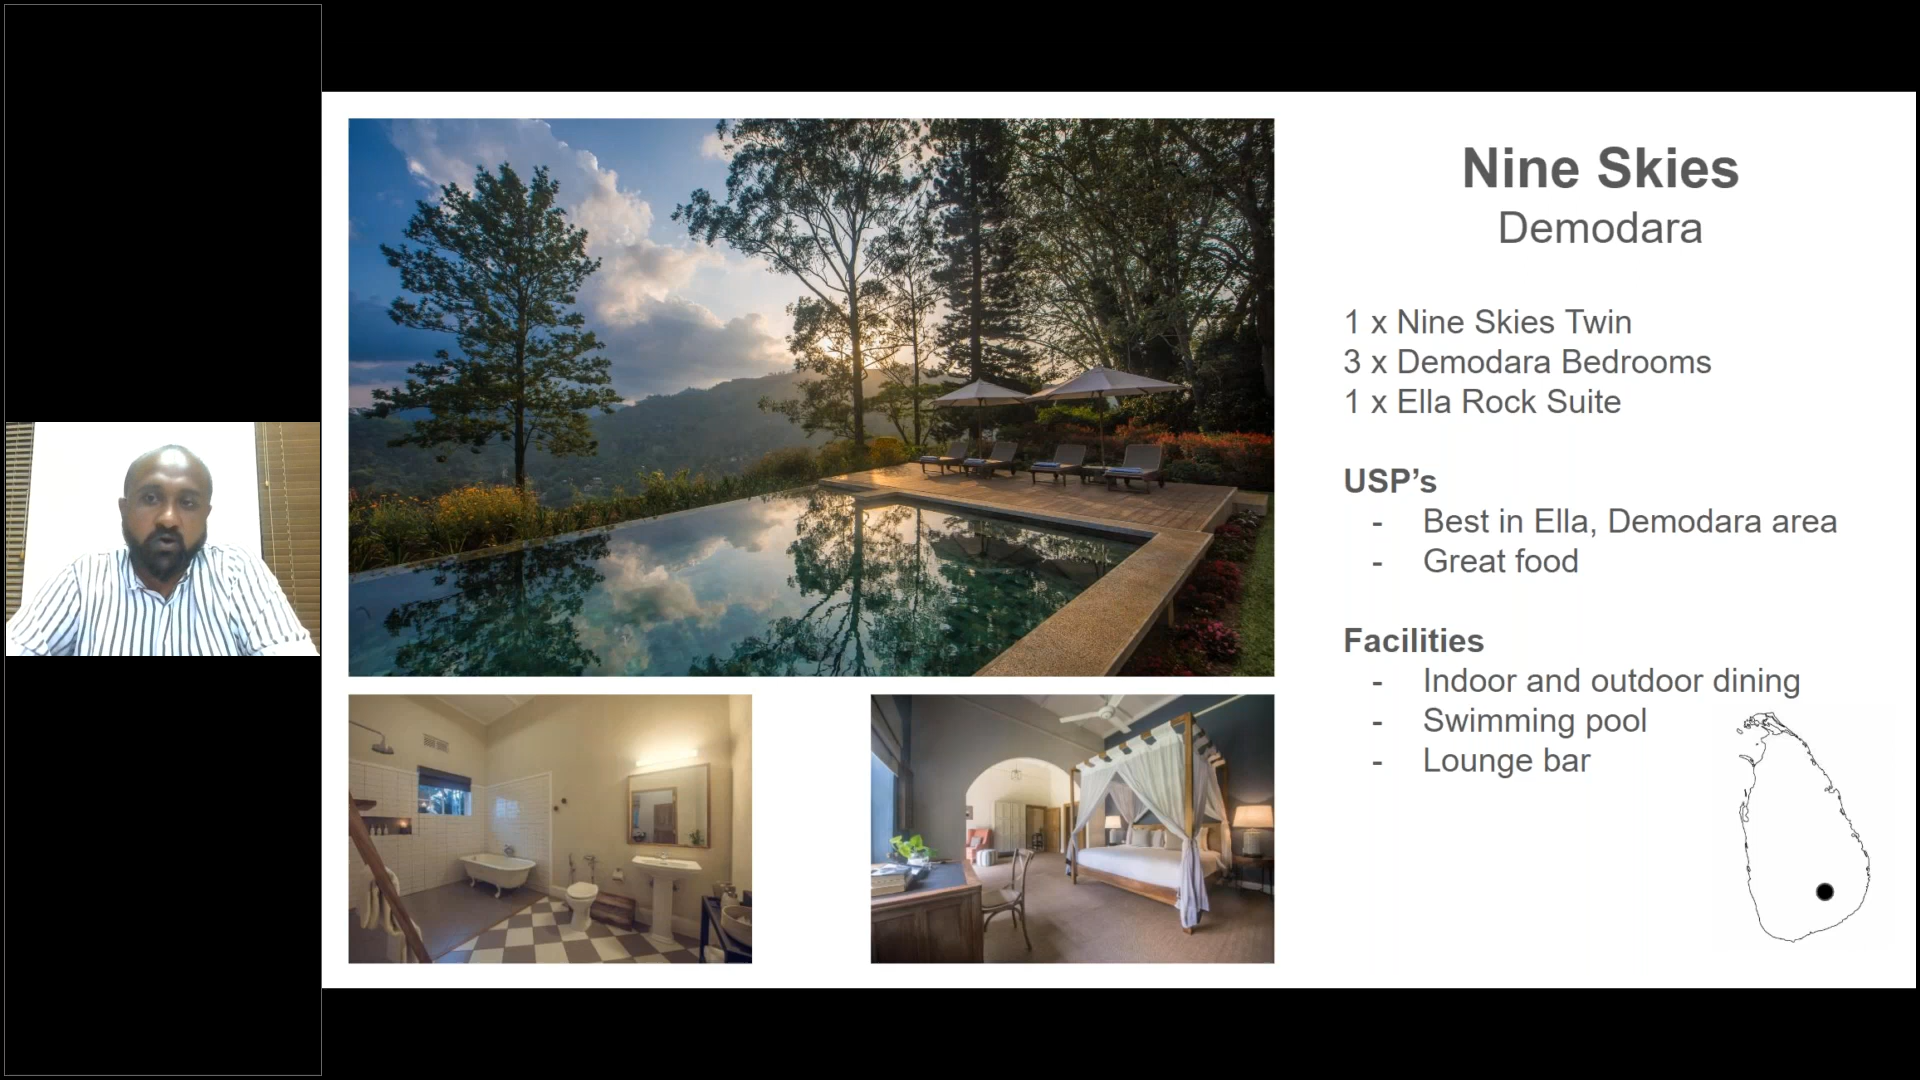 Nine Skies
Demodara
1 x Nine Skies Twin
3 x Demodara Bedrooms
1 x Ella Rock Suite
USP’s
- Best in Ella, Demodara area
- Great food
Facilities
- Indoor and outdoor dining
- Swimming pool
- Lounge bar